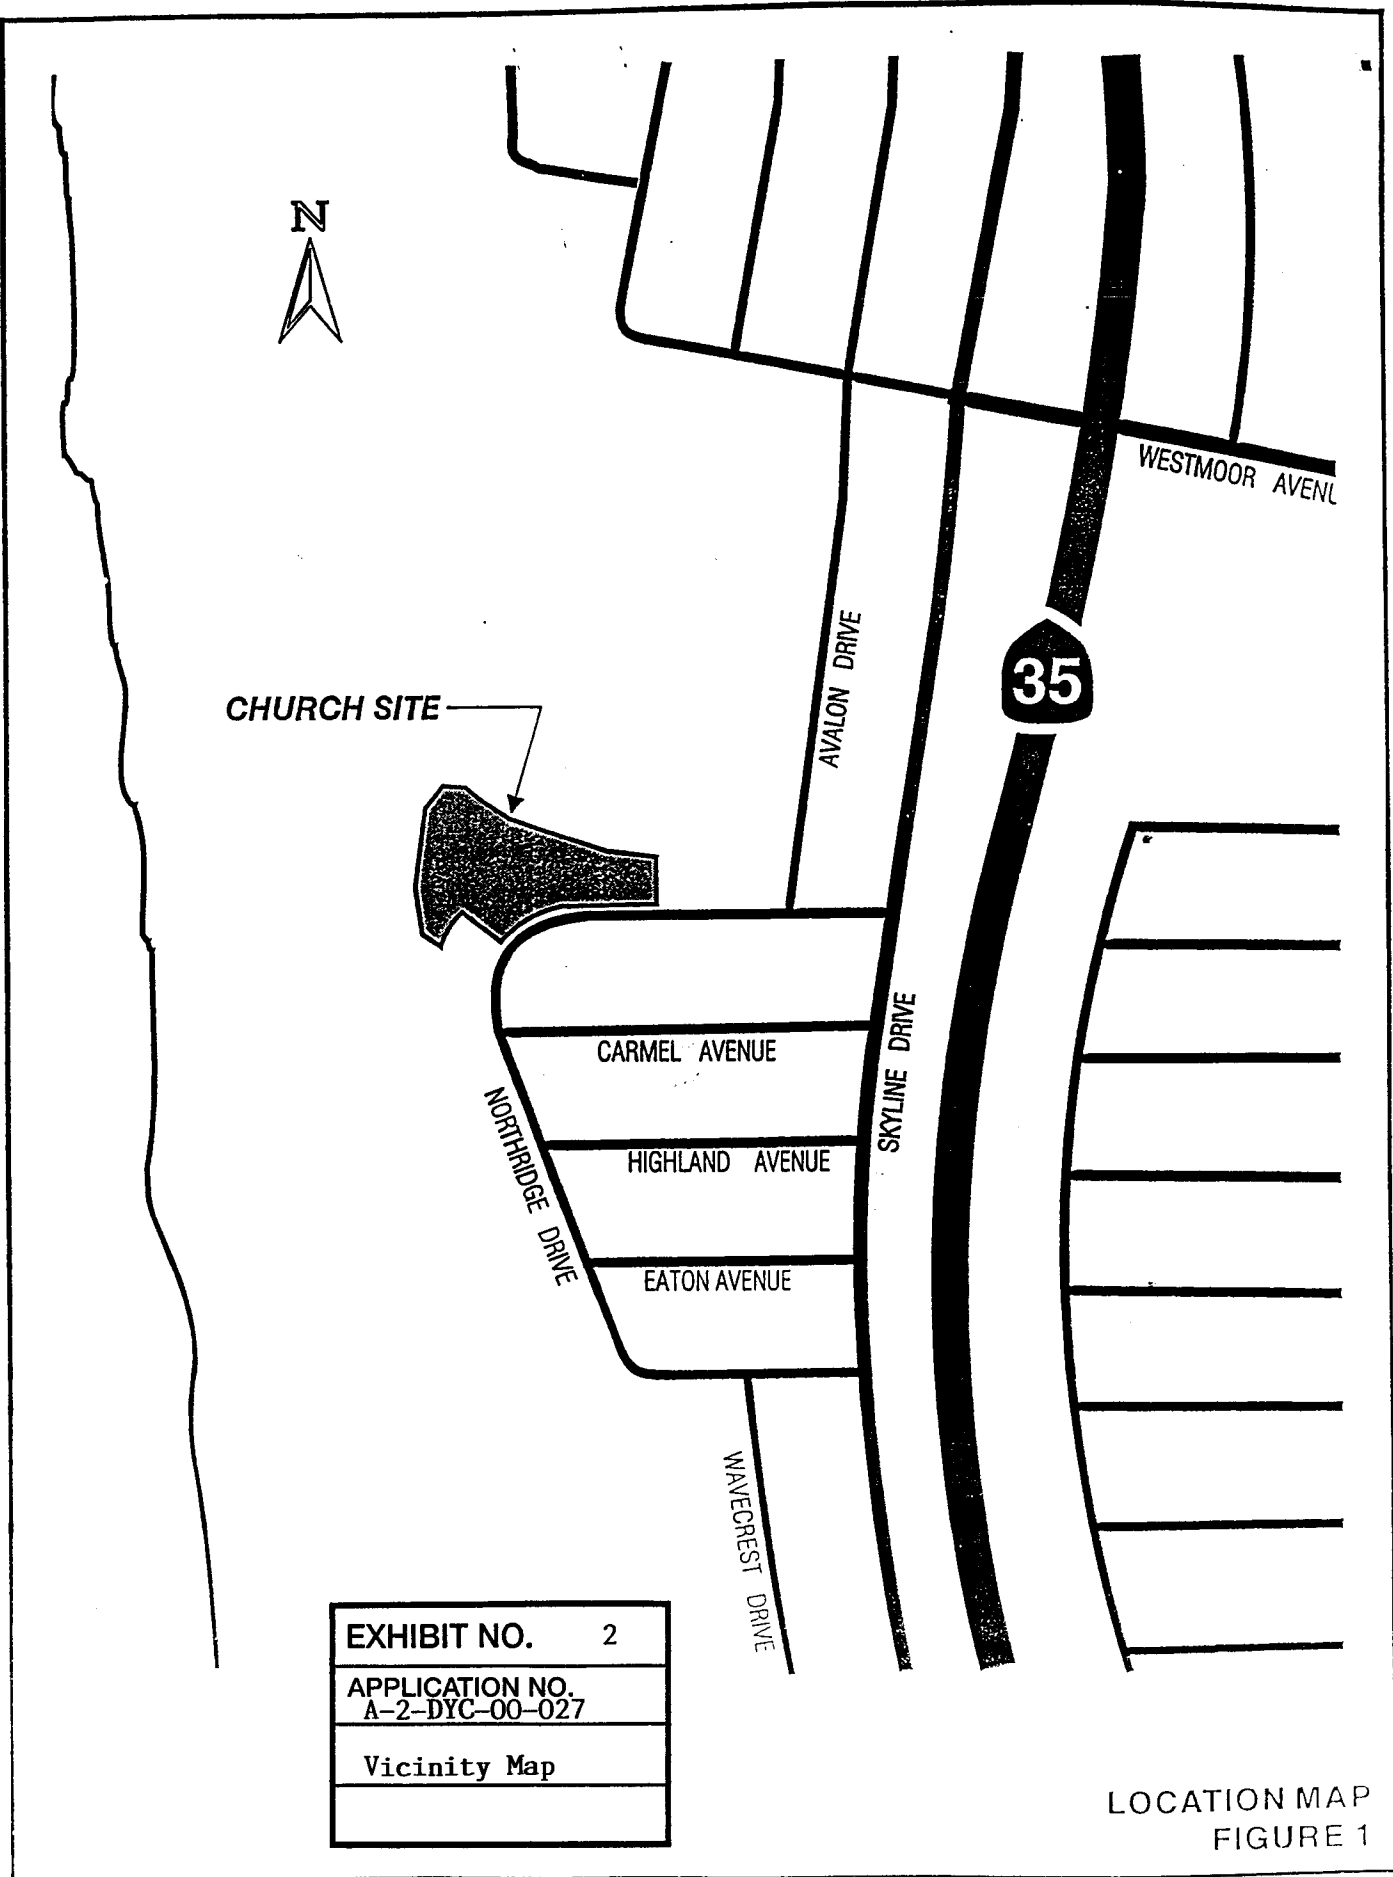 N
WESTMOOR AVENU
AVALON DRIVE
35
CHURCH SITE
SKYLINE DRIVE
CARMEL AVENUE
NORTHRIDGE DRIVE
HIGHLAND AVENUE
EATON AVENUE
WAVECREST DRIVE
EXHIBIT NO. 2
APPLICATION NO.
A-2-DYC-00-027
Vicinity Map
LOCATION MAP
FIGURE 1